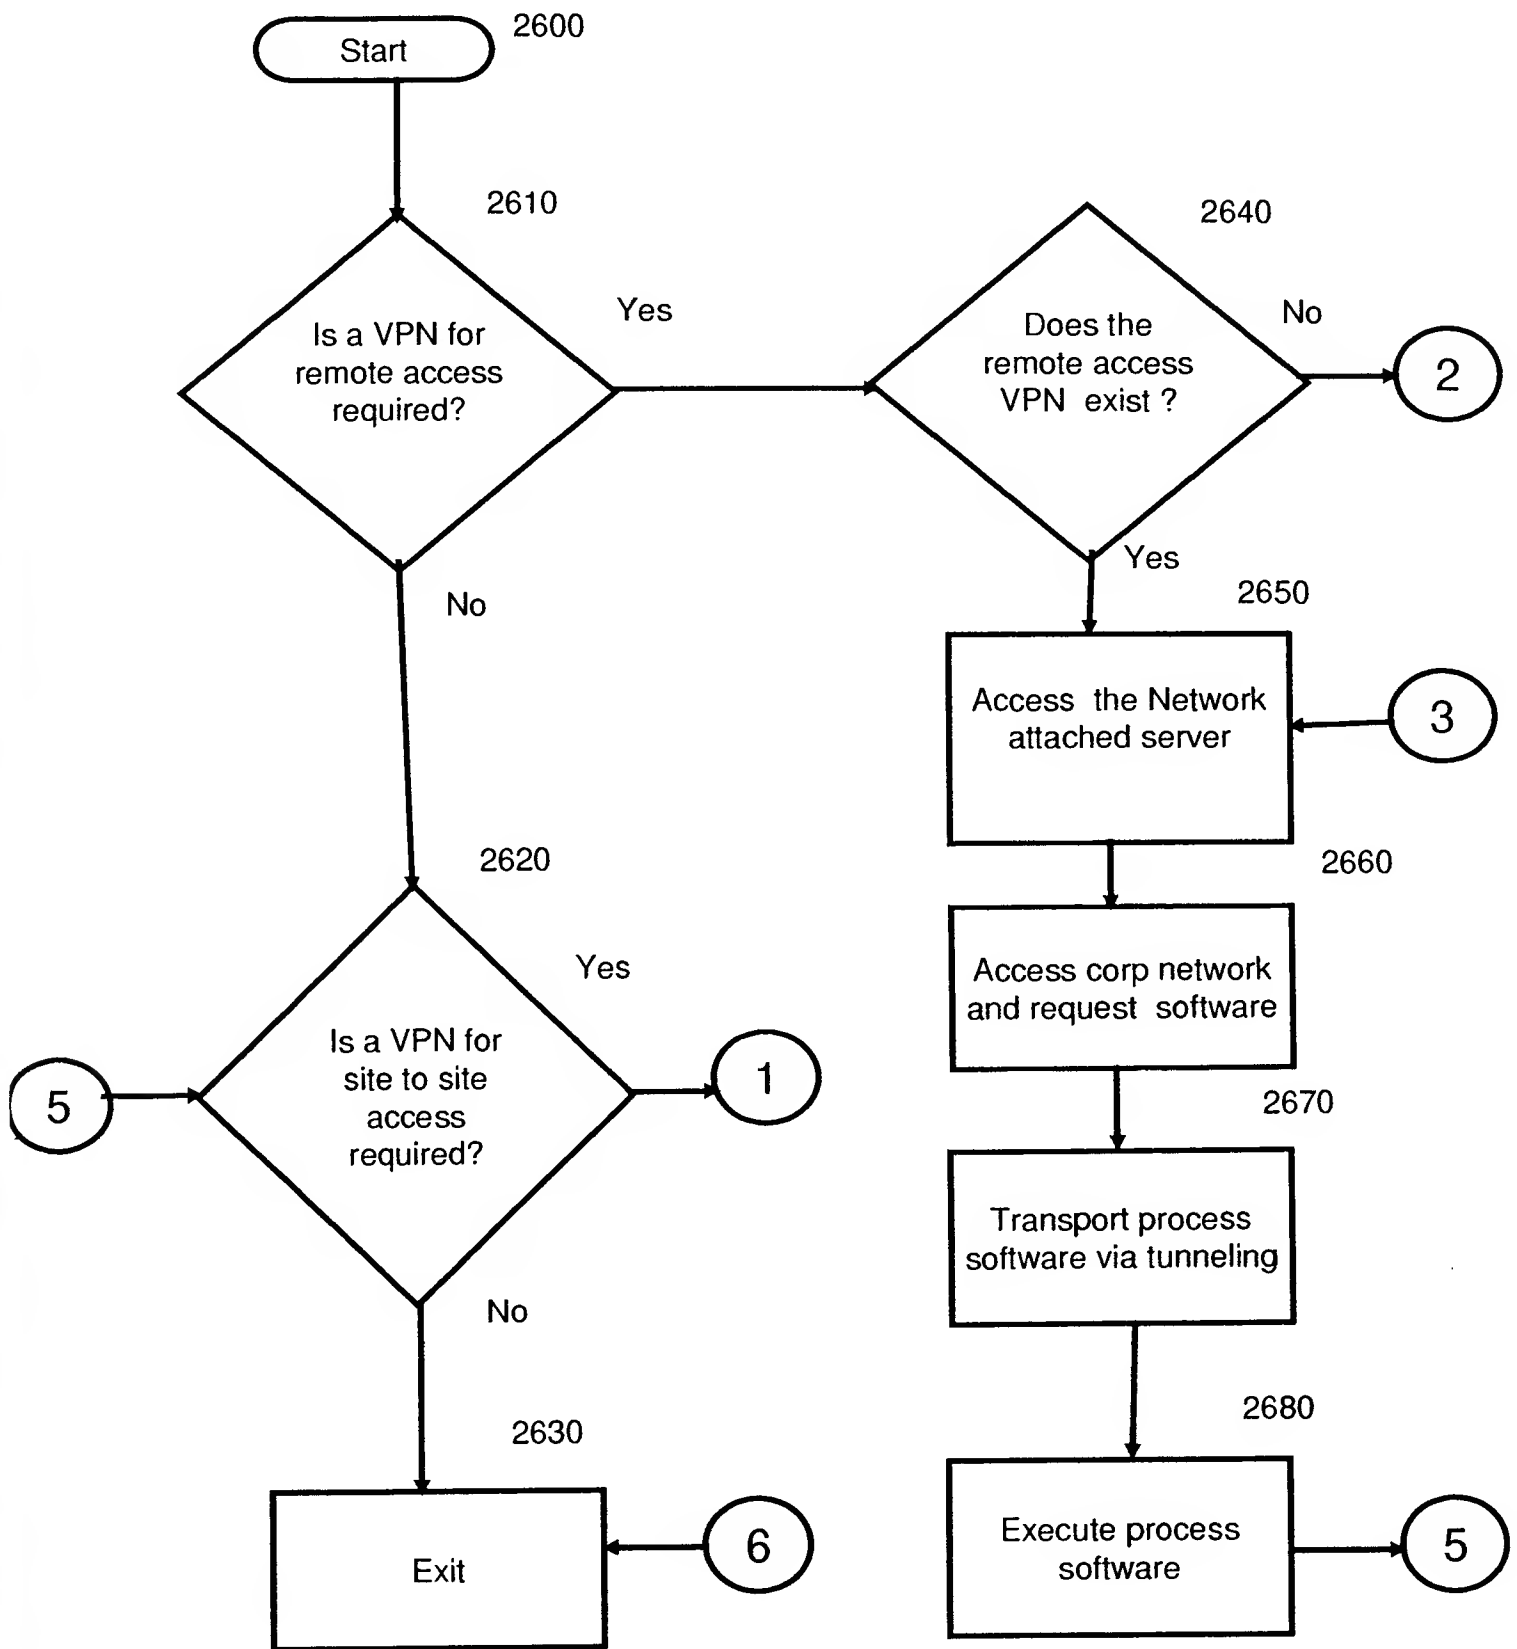 2600
Start
2610
2640
Is a VPN for
remote access
required?
Yes
Does the
remote access
VPN exist ?
No
2
Yes
No
2650
Access the Network
attached server
3
2620
2660
Yes
Access corp network
and request software
Is a VPN for
site to site
access
required?
5
1
2670
Transport process
software via tunneling
No
2630
2680
Exit
6
Execute process
software
5